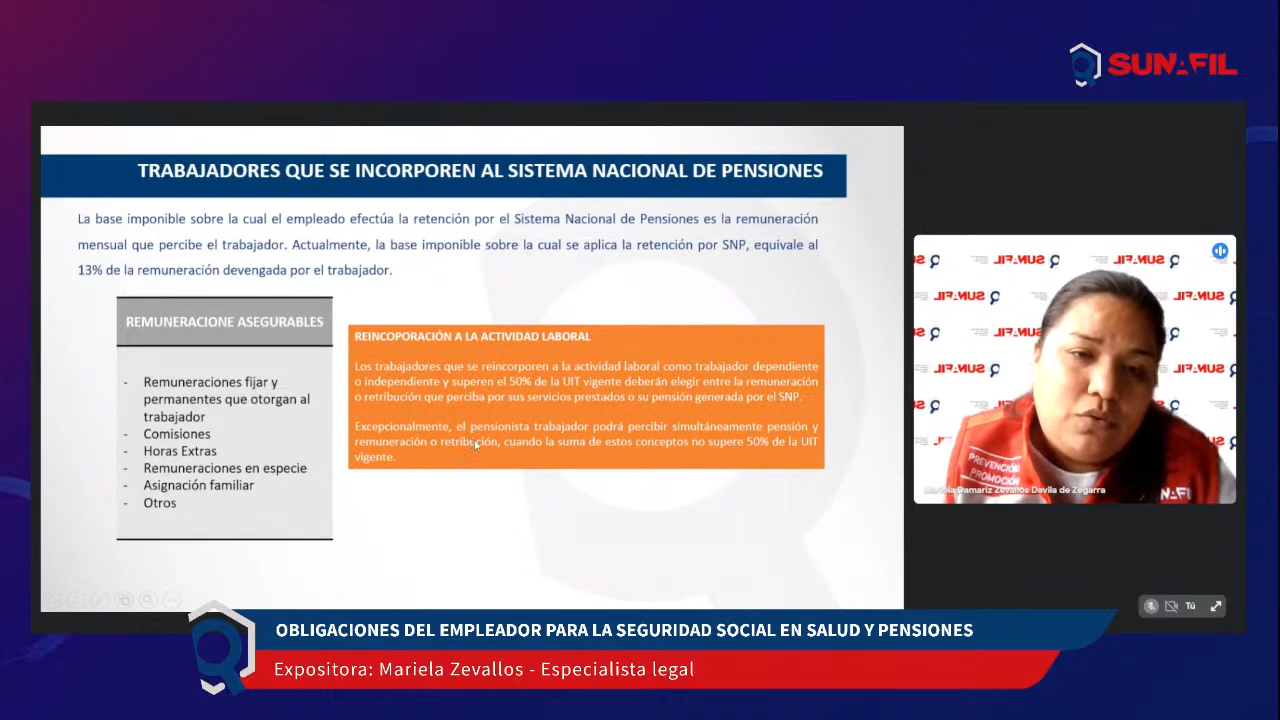 SUNAFIL
TRABAJADORES QUE SE INCORPOREN AL SISTEMA NACIONAL DE PENSIONES
La base imponible sobre la cual el empleado efectúa la retención por el Sistema Nacional de Pensiones es la remuneración
mensual que percibe el trabajador. Actualmente, la base imponible sobre la cual se aplica la retención por SNP, equivale al
13% de la remuneración devengada por el trabajador.
REMUNERACIONE ASEGURABLES
- Remuneraciones fijar y
permanentes que otorgan al
trabajador
- Comisiones
- Horas Extras
- Remuneraciones en especie
- Asignación familiar
- Otros
REINCOPORACIÓN A LA ACTIVIDAD LABORAL
Los trabajadores que se reincorporen a la actividad laboral como trabajador dependiente
o independiente y superen el 50% de la UIT vigente deberán elegir entre la remuneración
o retribución que perciba por sus servicios prestados o su pensión generada por el SNP.
Excepcionalmente, el pensionista trabajador podrá percibir simultáneamente pensión y
remuneración o retribución, cuando la suma de estos conceptos no supere 50% de la UIT
vigente.
PREVENCIÓN
PROMOCIÓN
Mariela Damariz Zevallos Davila de Zegarra
Tú
OBLIGACIONES DEL EMPLEADOR PARA LA SEGURIDAD SOCIAL EN SALUD Y PENSIONES
Expositora: Mariela Zevallos - Especialista legal